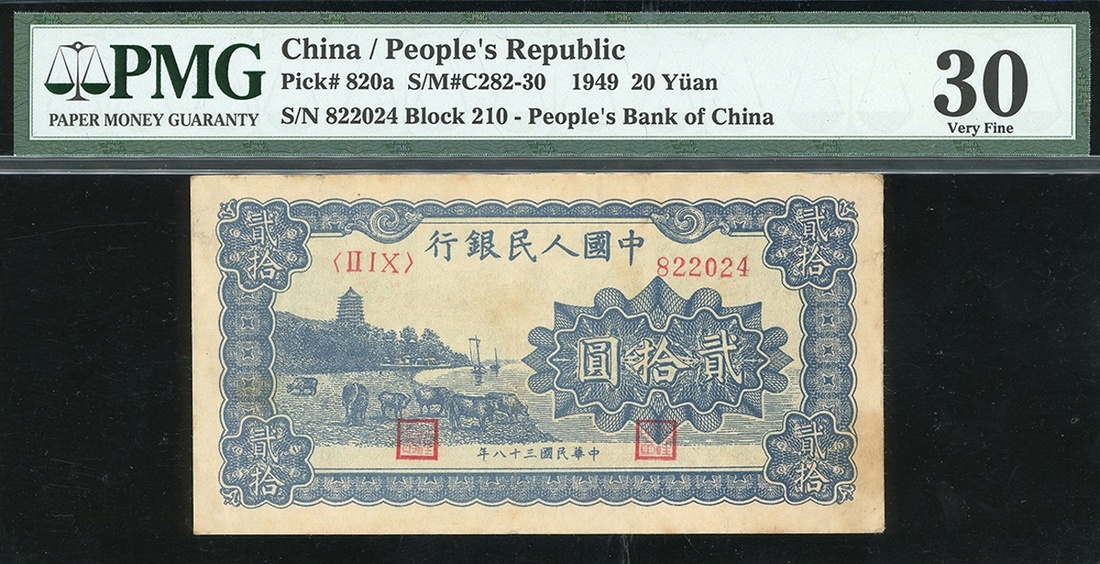 PMG
PAPER MONEY GUARANTY
China / People's Republic
Pick# 820a S/M#C282-30 1949 20 Yüan
S/N 822024 Block 210 - People's Bank of China
30
Very Fine
貳拾
貳拾
中國人民銀行
〈ⅡIX〉
822024
貳拾圓
貳拾
貳拾
中華民國三十八年